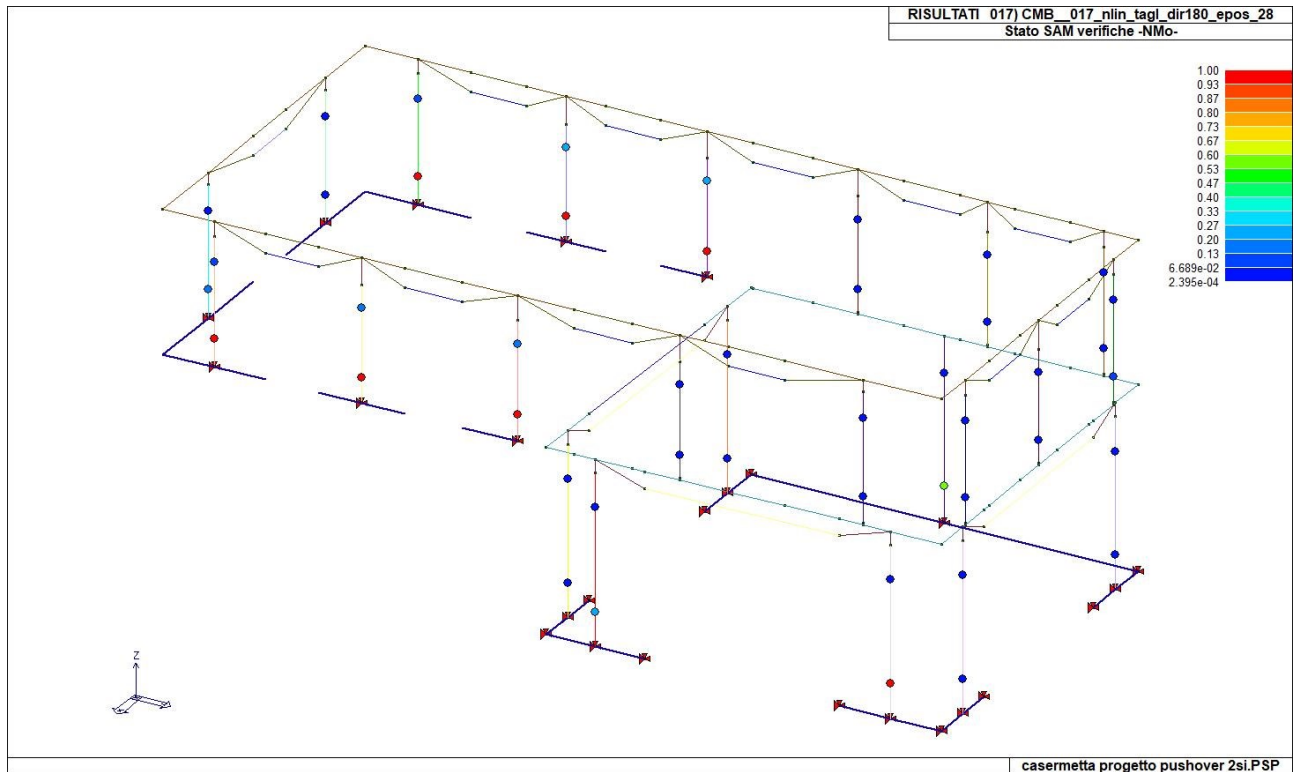 RISULTATI 017) CMB__017_nlin_tagl_dir180_epos_28
Stato SAM verifiche -NMo-
1.00
0.93
0.87
0.80
0.73
0.67
0.60
0.53
0.47
0.40
0.33
0.27
0.20
0.13
6.689e-02
2.395e-04
Z
casermetta progetto pushover 2si.PSP